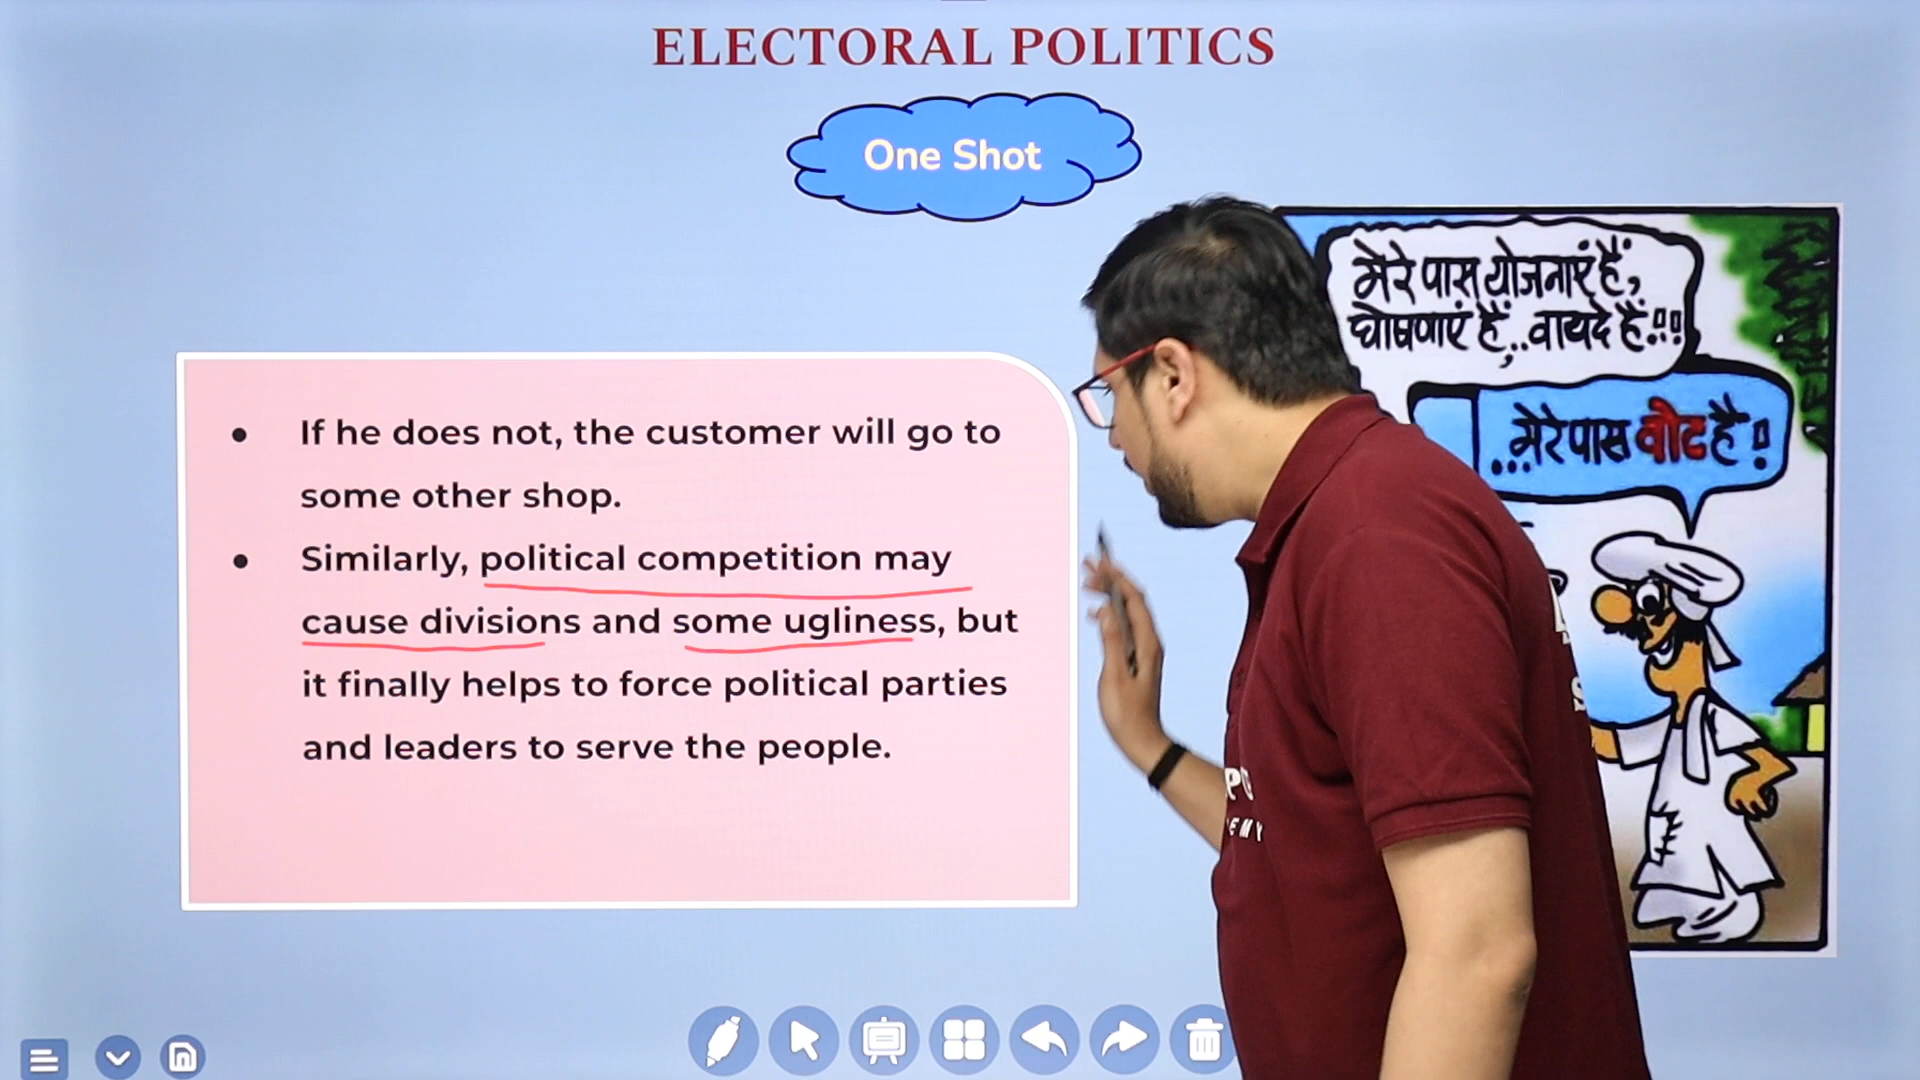 ELECTORAL POLITICS
One Shot
मेरे पास योजनाएं हैं,
घोषणाएं हैं,..वायदे हैं...!!
...मेरे पास वोट है !
• If he does not, the customer will go to
some other shop.
• Similarly, political competition may
cause divisions and some ugliness, but
it finally helps to force political parties
and leaders to serve the people.